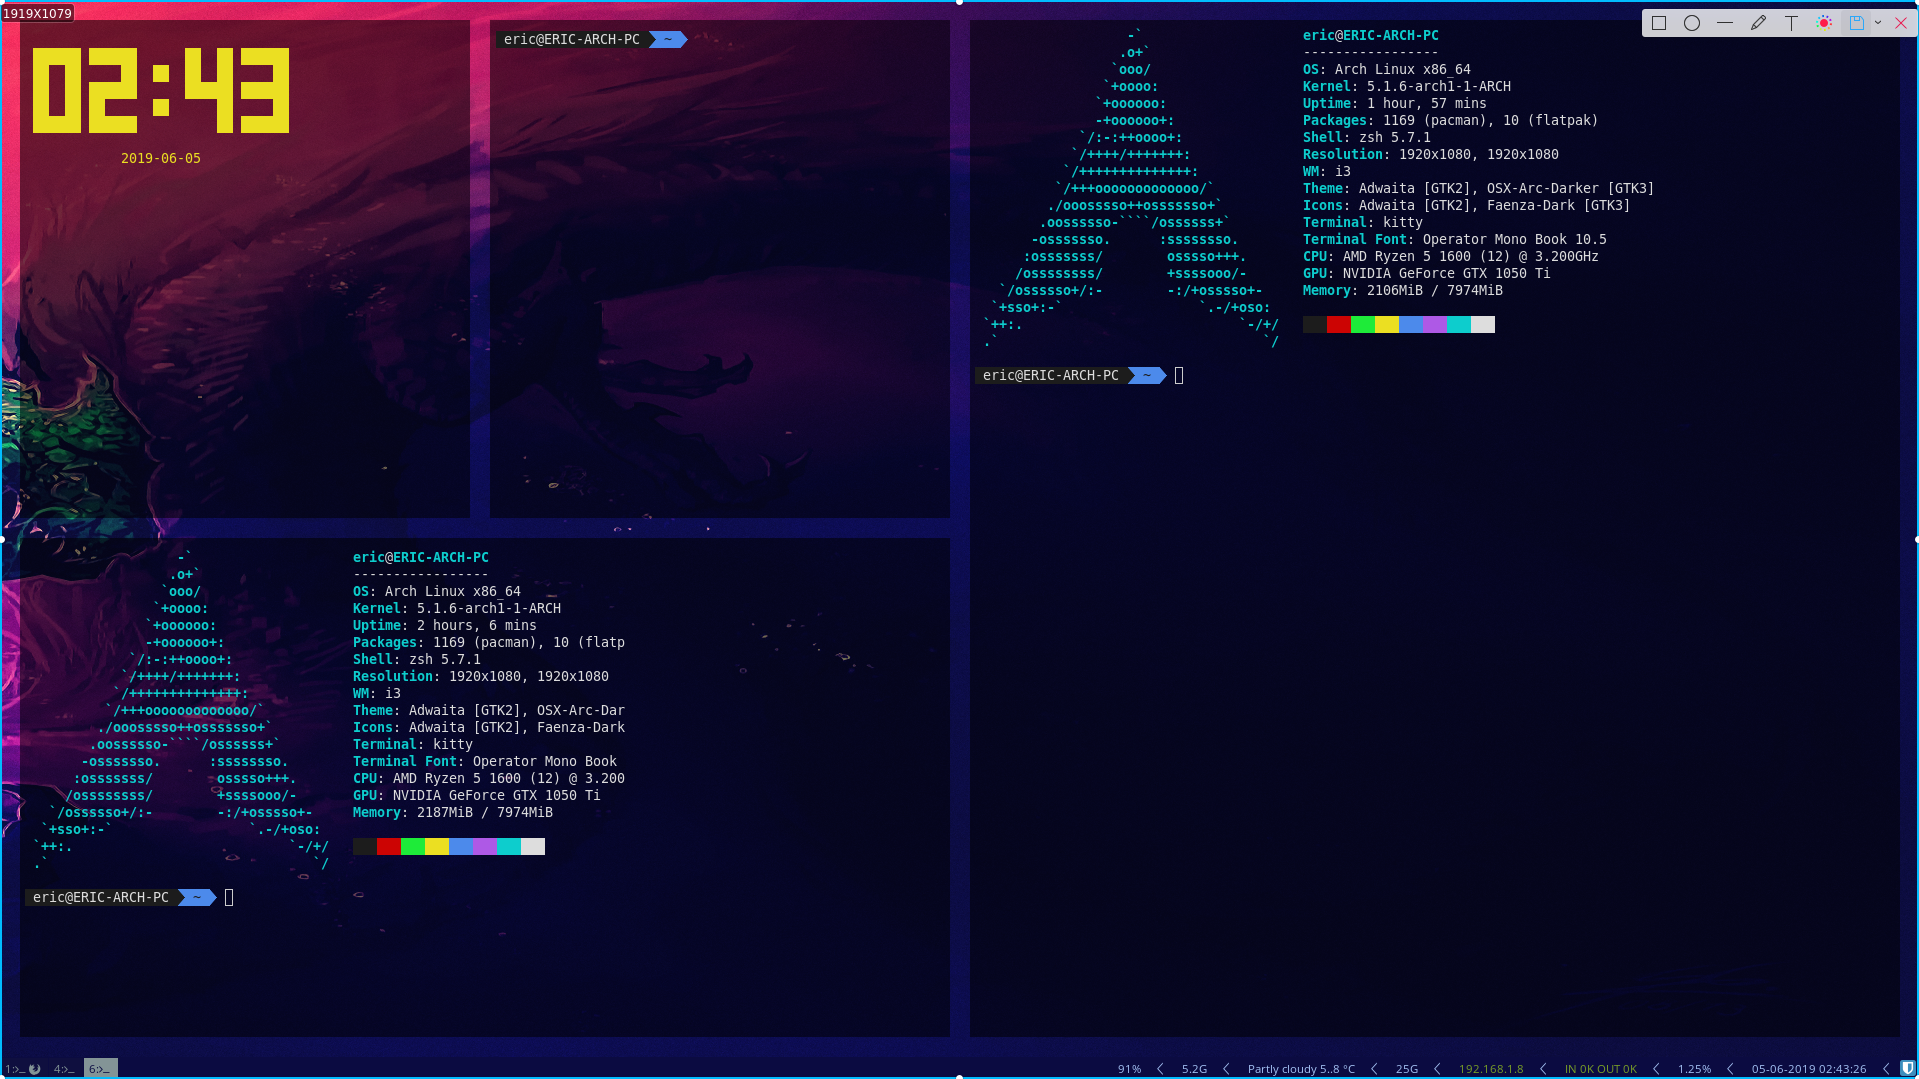 1919X1079
02:43
2019-06-05
eric@ERIC-ARCH-PC ~
eric@ERIC-ARCH-PC
-----------------
OS: Arch Linux x86_64
Kernel: 5.1.6-arch1-1-ARCH
Uptime: 1 hour, 57 mins
Packages: 1169 (pacman), 10 (flatpak)
Shell: zsh 5.7.1
Resolution: 1920x1080, 1920x1080
WM: i3
Theme: Adwaita [GTK2], OSX-Arc-Darker [GTK3]
Icons: Adwaita [GTK2], Faenza-Dark [GTK3]
Terminal: kitty
Terminal Font: Operator Mono Book 10.5
CPU: AMD Ryzen 5 1600 (12) @ 3.200GHz
GPU: NVIDIA GeForce GTX 1050 Ti
Memory: 2106MiB / 7974MiB
eric@ERIC-ARCH-PC ~
eric@ERIC-ARCH-PC
-----------------
OS: Arch Linux x86_64
Kernel: 5.1.6-arch1-1-ARCH
Uptime: 2 hours, 6 mins
Packages: 1169 (pacman), 10 (flatp
Shell: zsh 5.7.1
Resolution: 1920x1080, 1920x1080
WM: i3
Theme: Adwaita [GTK2], OSX-Arc-Dar
Icons: Adwaita [GTK2], Faenza-Dark
Terminal: kitty
Terminal Font: Operator Mono Book
CPU: AMD Ryzen 5 1600 (12) @ 3.200
GPU: NVIDIA GeForce GTX 1050 Ti
Memory: 2187MiB / 7974MiB
eric@ERIC-ARCH-PC ~
1:>_ 4:>_ 6:>_ 91% 5.2G Partly cloudy 5..8 °C 25G 192.168.1.8 IN 0K OUT 0K 1.25% 05-06-2019 02:43:26